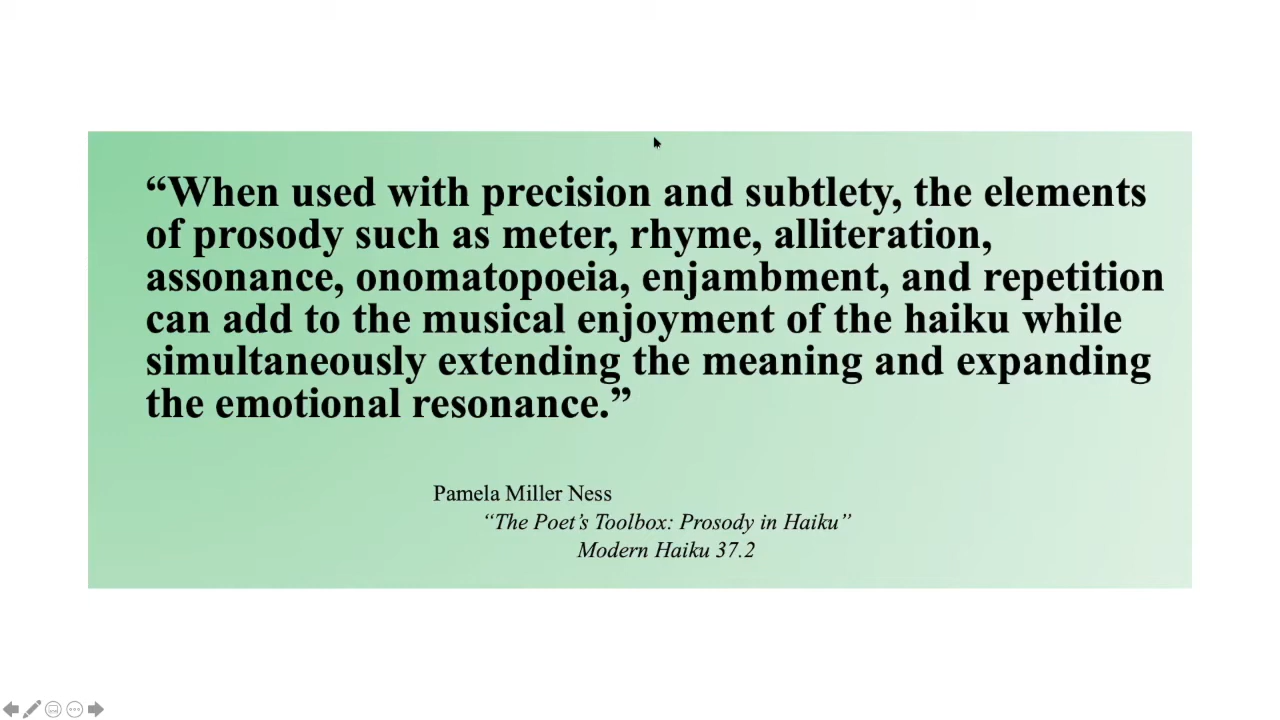 “When used with precision and subtlety, the elements
of prosody such as meter, rhyme, alliteration,
assonance, onomatopoeia, enjambment, and repetition
can add to the musical enjoyment of the haiku while
simultaneously extending the meaning and expanding
the emotional resonance.”
Pamela Miller Ness
“The Poet’s Toolbox: Prosody in Haiku”
Modern Haiku 37.2